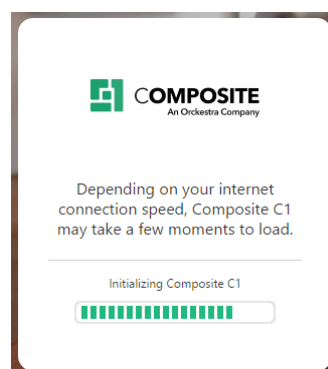 COMPOSITE
An Orckestra Company
Depending on your internet
connection speed, Composite C1
may take a few moments to load.
Initializing Composite C1